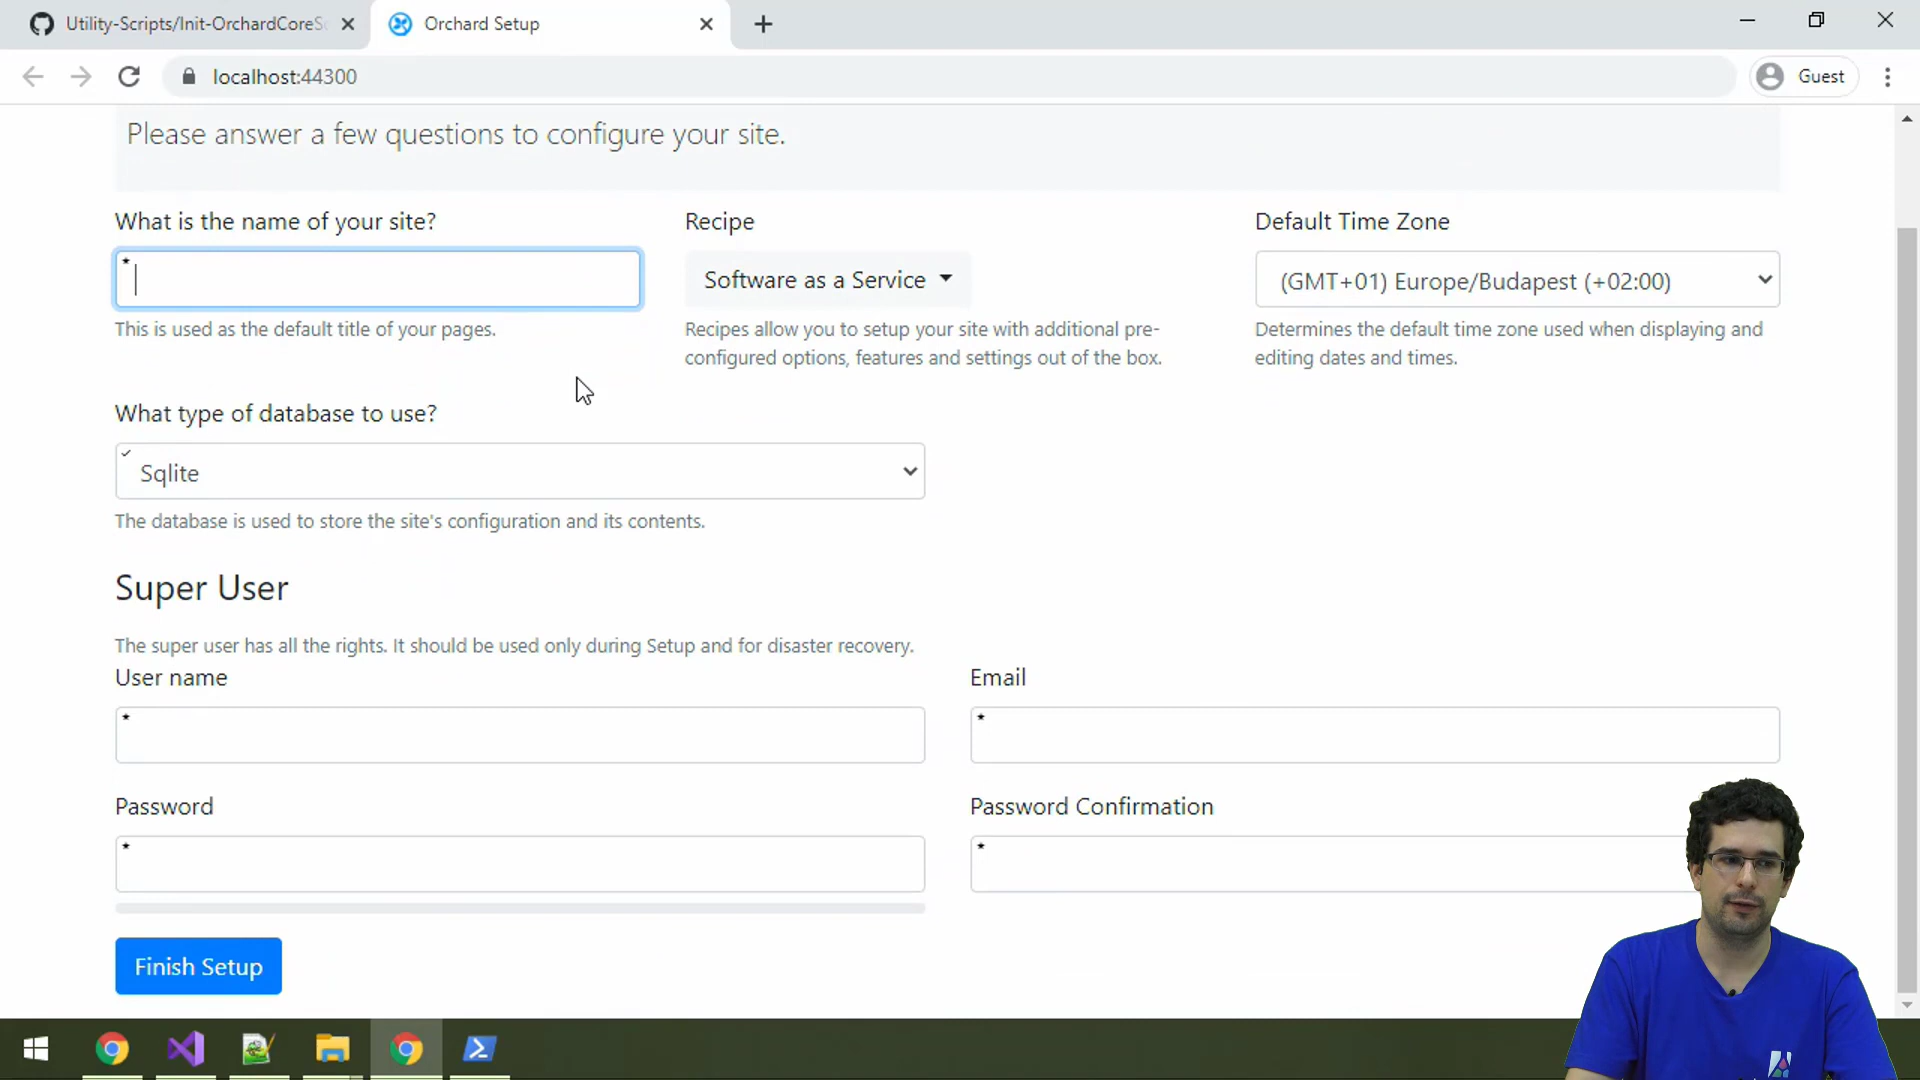 Utility-Scripts/Init-OrchardCoreSo
Orchard Setup
localhost:44300
Guest
Please answer a few questions to configure your site.
What is the name of your site?
Recipe
Default Time Zone
*
Software as a Service
(GMT+01) Europe/Budapest (+02:00)
This is used as the default title of your pages.
Recipes allow you to setup your site with additional pre-
configured options, features and settings out of the box.
Determines the default time zone used when displaying and
editing dates and times.
What type of database to use?
Sqlite
The database is used to store the site's configuration and its contents.
Super User
The super user has all the rights. It should be used only during Setup and for disaster recovery.
User name
Email
*
*
Password
Password Confirmation
*
*
Finish Setup